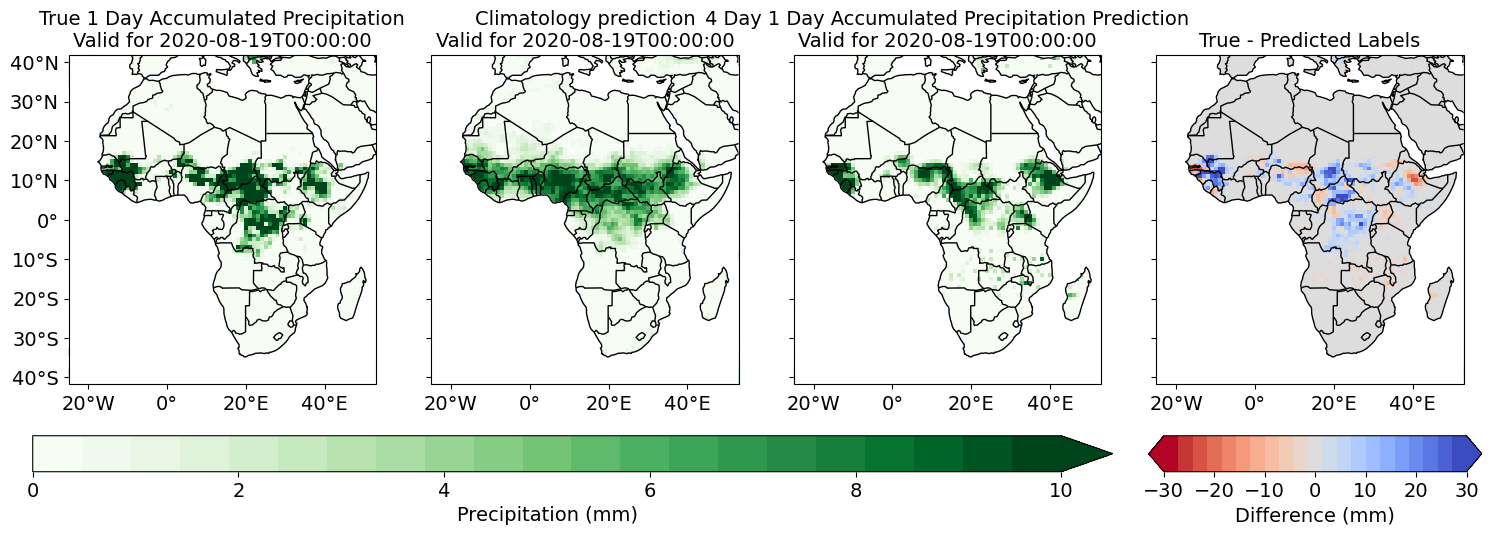 True 1 Day Accumulated Precipitation
Valid for 2020-08-19T00:00:00
Climatology prediction
Valid for 2020-08-19T00:00:00
4 Day 1 Day Accumulated Precipitation Prediction
Valid for 2020-08-19T00:00:00
True - Predicted Labels
40°N
30°N
20°N
10°N
0°
10°S
20°S
30°S
40°S
20°W 0° 20°E 40°E
20°W 0° 20°E 40°E
20°W 0° 20°E 40°E
20°W 0° 20°E 40°E
0 2 4 6 8 10
Precipitation (mm)
−30 −20 −10 0 10 20 30
Difference (mm)